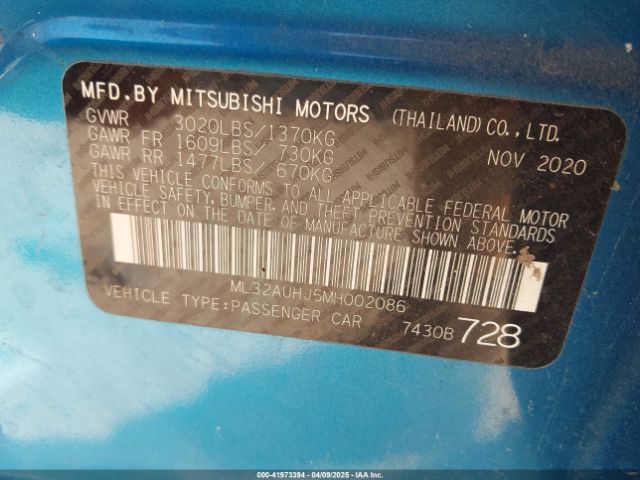 MFD.BY MITSUBISHI MOTORS (THAILAND)CO.,LTD.
GVWR 3020LBS/1370KG
GAWR FR 1609LBS/ 730KG NOV 2020
GAWR RR 1477LBS/ 670KG
THIS VEHICLE CONFORMS TO ALL APPLICABLE FEDERAL MOTOR
VEHICLE SAFETY, BUMPER, AND THEFT PREVENTION STANDARDS
IN EFFECT ON THE DATE OF MANUFACTURE SHOWN ABOVE.
ML32AUHJ5MH002086
VEHICLE TYPE:PASSENGER CAR 7430B 728
000-41973394 - 04/09/2025 - IAA, Inc.